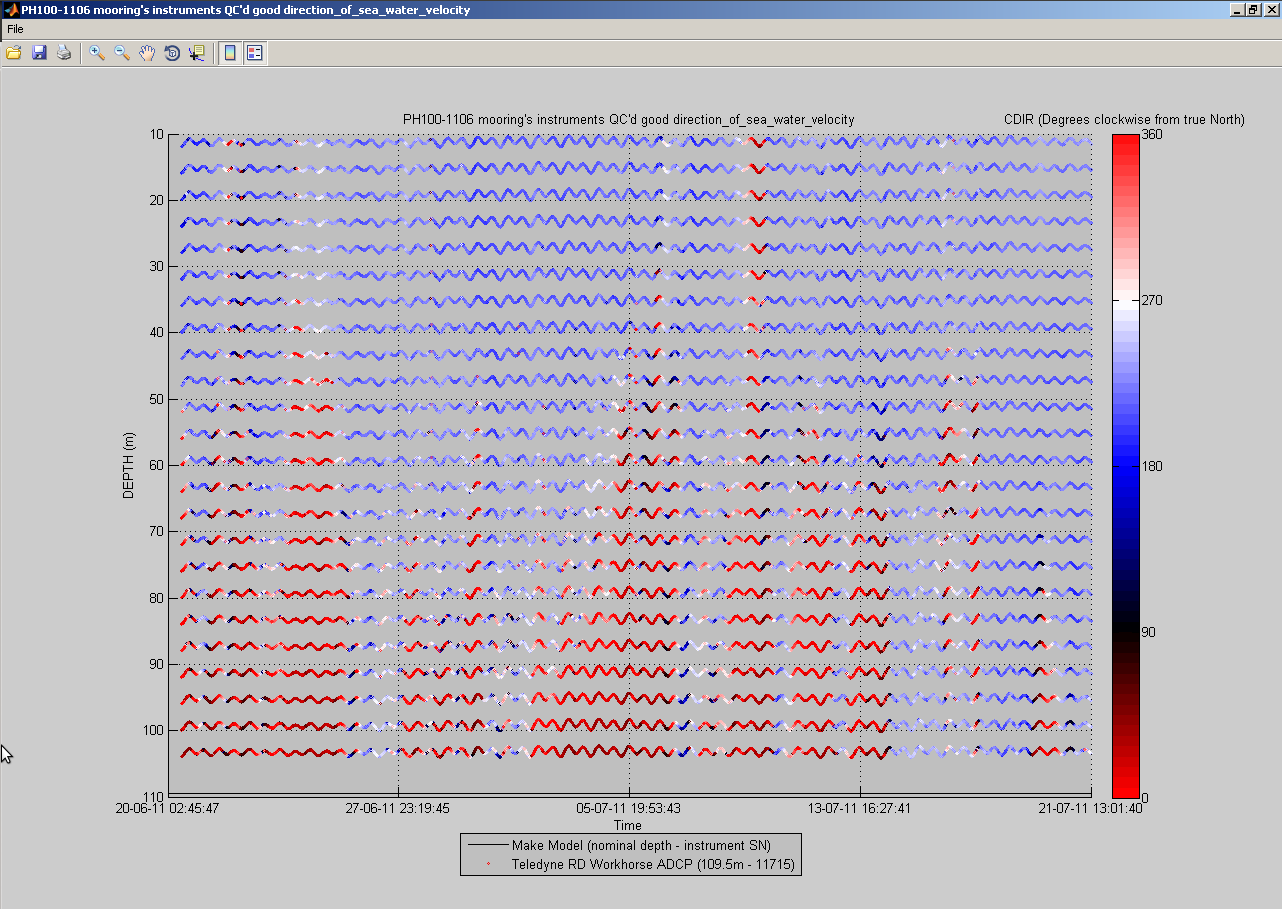 PH100-1106 mooring's instruments QC'd good direction_of_sea_water_velocity
File
PH100-1106 mooring's instruments QC'd good direction_of_sea_water_velocity
CDIR (Degrees clockwise from true North)
10
20
30
40
50
60
70
80
90
100
110
DEPTH (m)
360
270
180
90
0
20-06-11 02:45:47
27-06-11 23:19:45
05-07-11 19:53:43
13-07-11 16:27:41
21-07-11 13:01:40
Time
Make Model (nominal depth - instrument SN)
Teledyne RD Workhorse ADCP (109.5m - 11715)